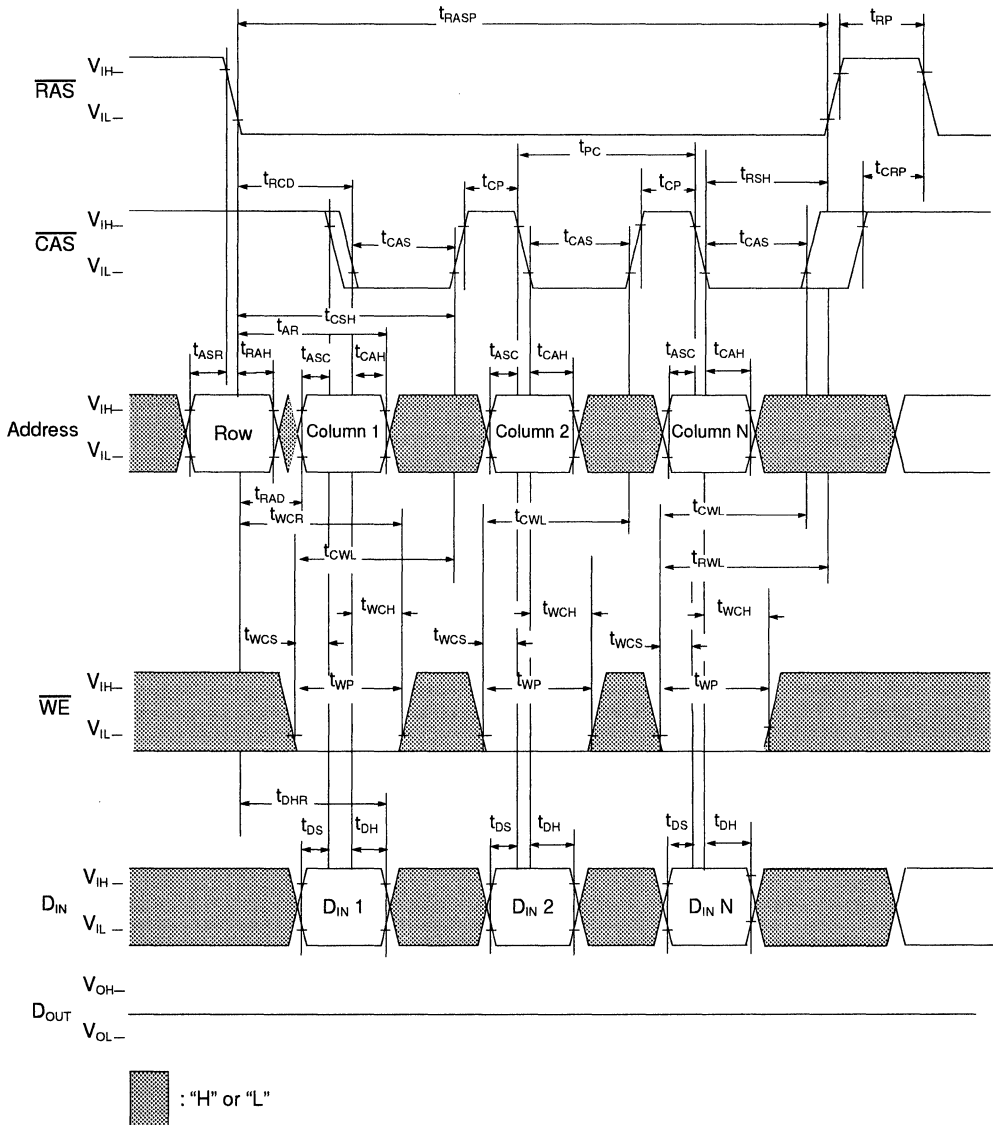 tRASP
tRP
RAS
VIH
VIL
tPC
tRCD
tCP
tCP
tRSH
tCRP
CAS
VIH
VIL
tCAS
tCAS
tCAS
tCSH
tAR
tASR
tRAH
tASC
tCAH
tASC
tCAH
tASC
tCAH
Address
VIH
VIL
Row
Column 1
Column 2
Column N
tRAD
tWCR
tCWL
tCWL
tCWL
tRWL
tWCH
tWCH
tWCH
tWCS
tWCS
tWCS
WE
VIH
VIL
tWP
tWP
tWP
tDHR
tDS
tDH
tDS
tDH
tDS
tDH
DIN
VIH
VIL
DIN 1
DIN 2
DIN N
DOUT
VOH
VOL
: "H" or "L"